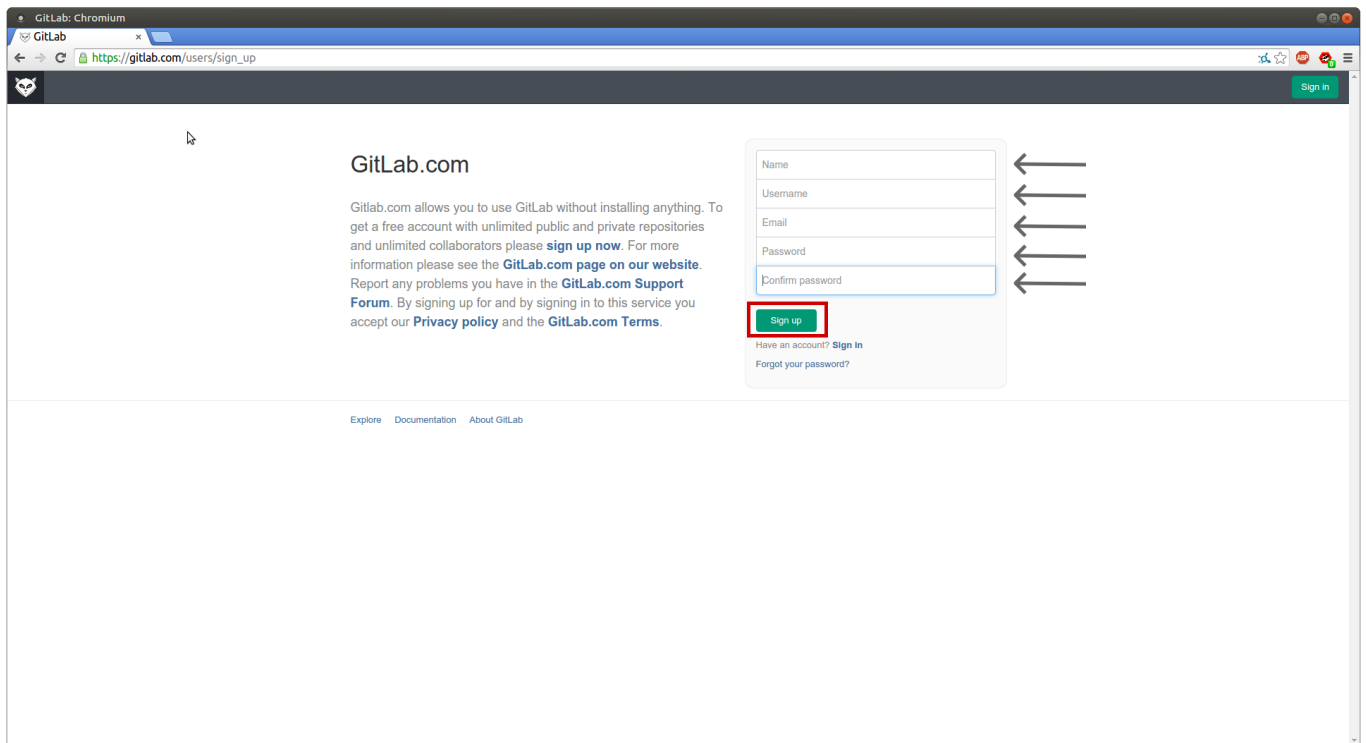 GitLab: Chromium
GitLab
https://gitlab.com/users/sign_up
ABP
Sign in
GitLab.com
Gitlab.com allows you to use GitLab without installing anything. To
get a free account with unlimited public and private repositories
and unlimited collaborators please sign up now. For more
information please see the GitLab.com page on our website.
Report any problems you have in the GitLab.com Support
Forum. By signing up for and by signing in to this service you
accept our Privacy policy and the GitLab.com Terms.
Name
Username
Email
Password
Confirm password
Sign up
Have an account? Sign in
Forgot your password?
Explore Documentation About GitLab